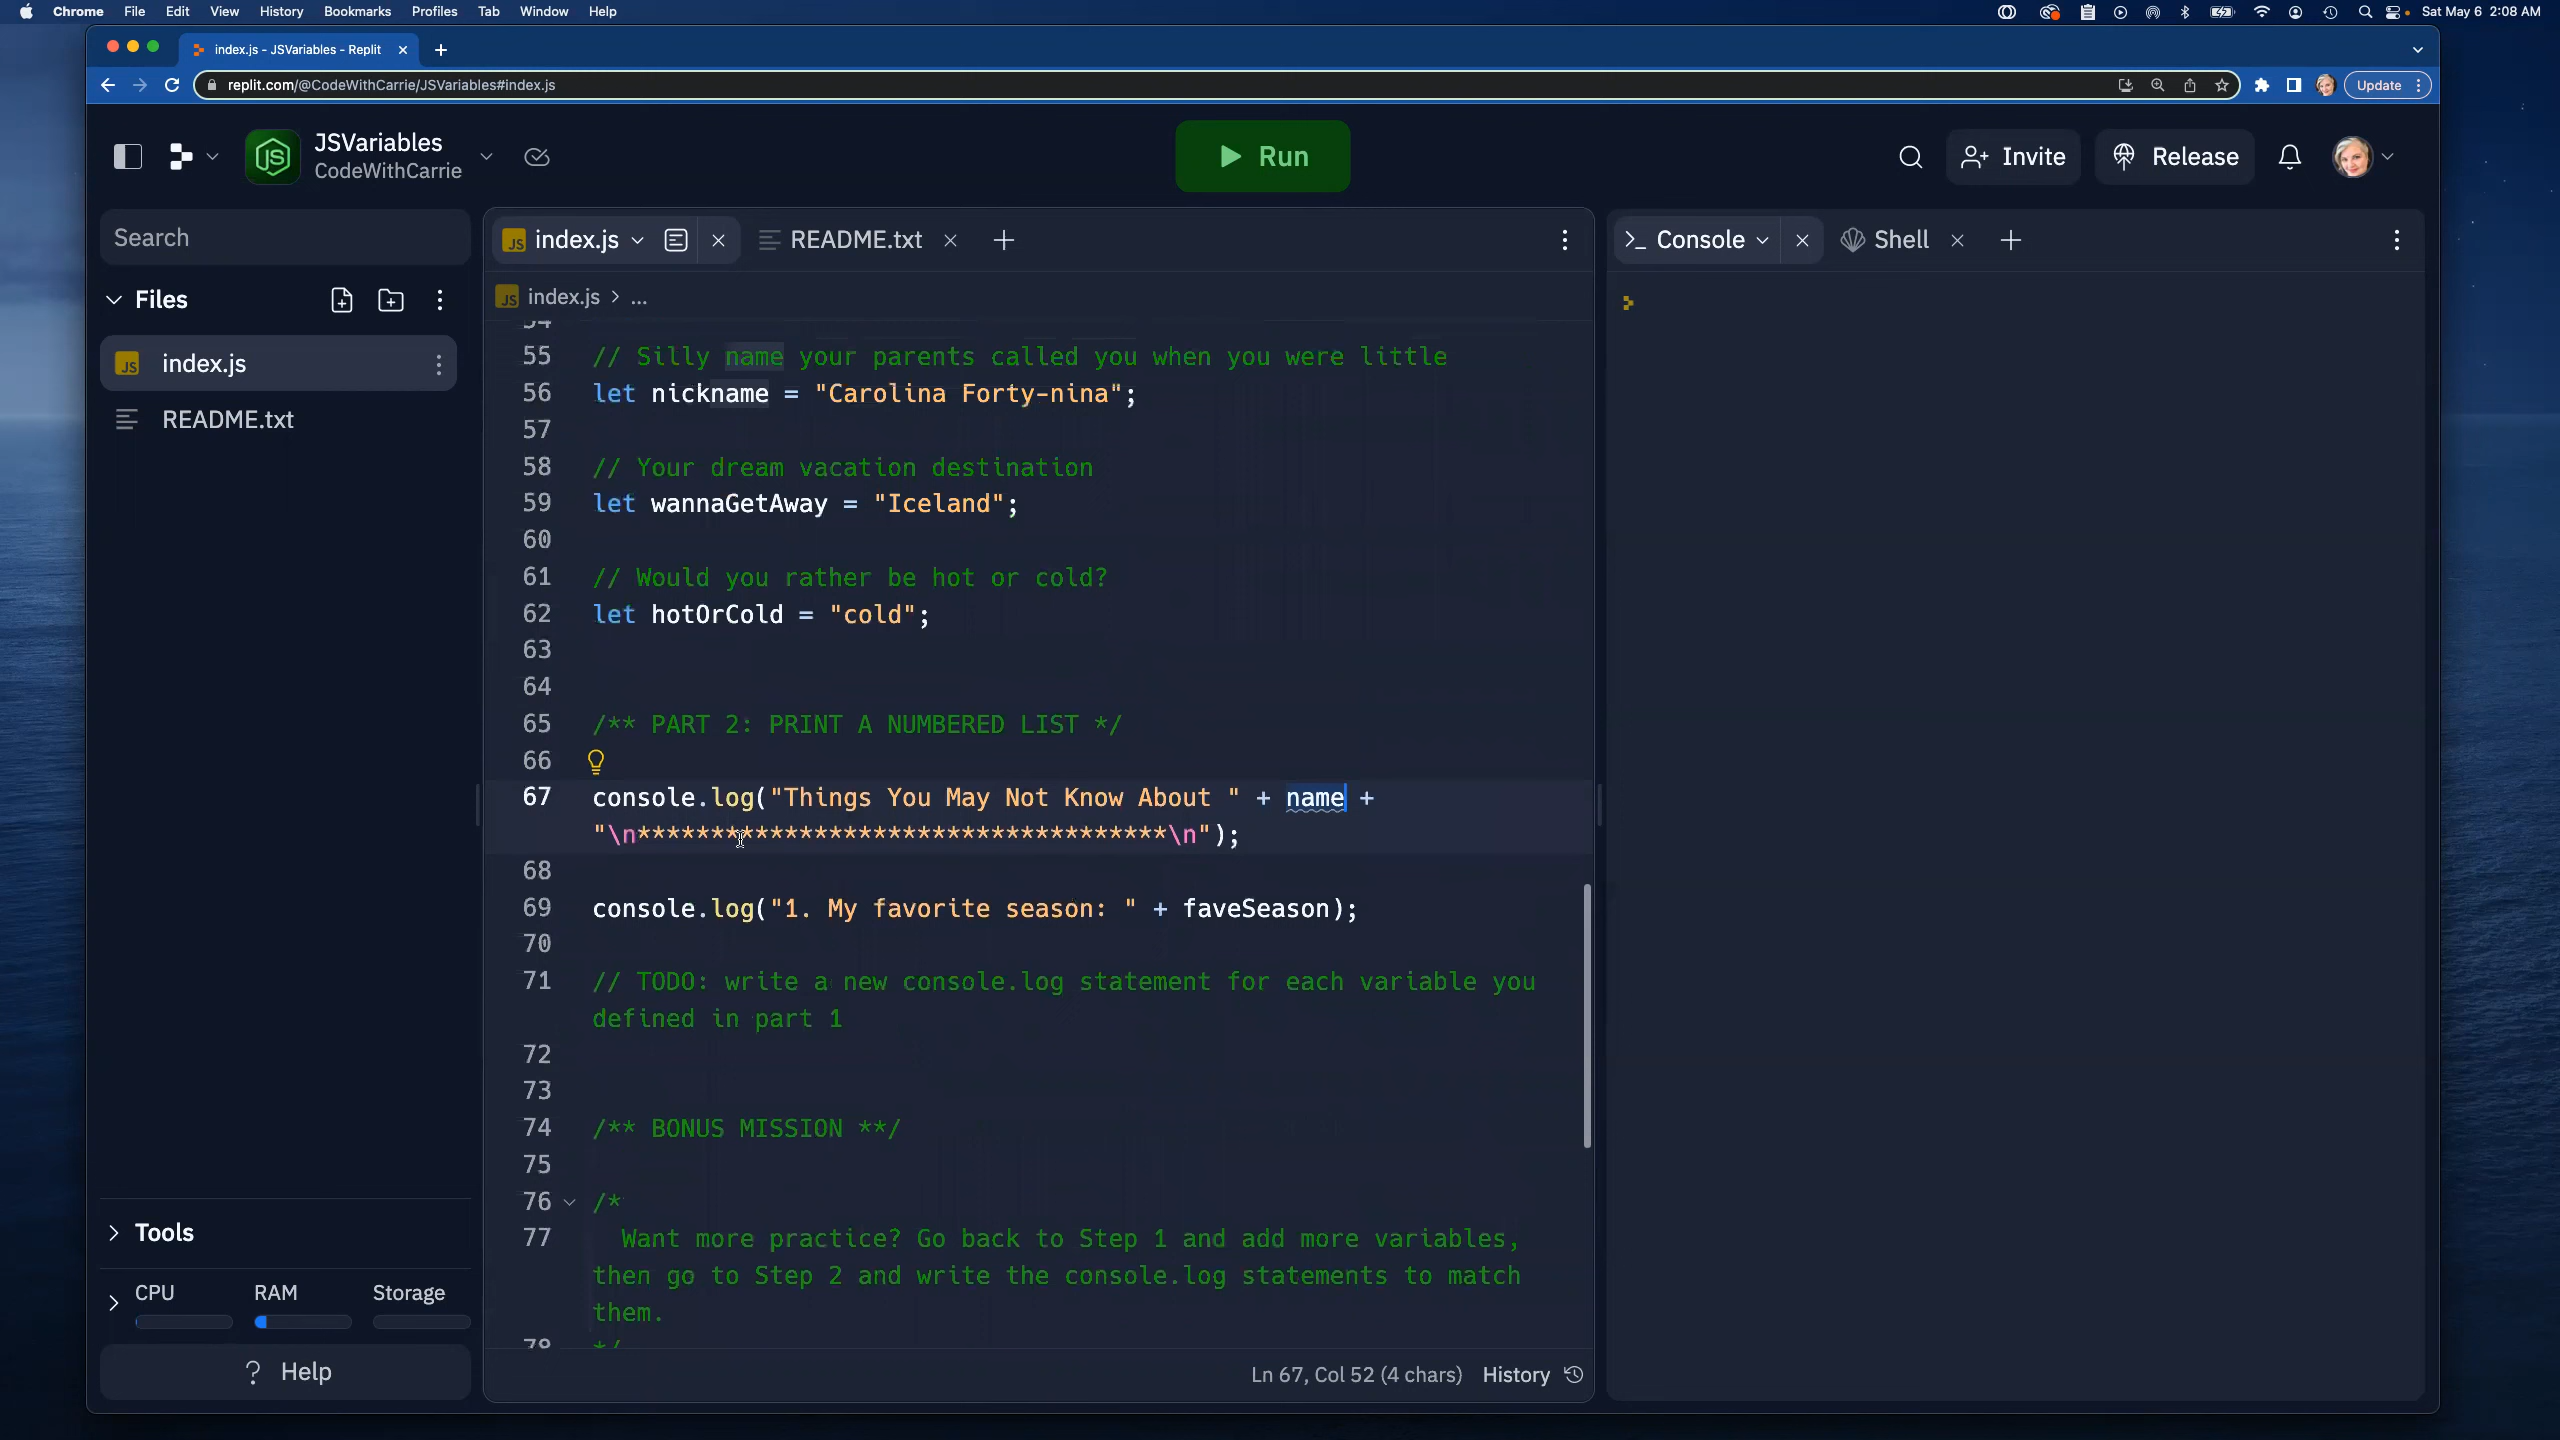 Chrome File Edit View History Bookmarks Profiles Tab Window Help Sat May 6 2:08 AM
index.js - JSVariables - Replit
replit.com/@CodeWithCarrie/JSVariables#index.js Update
JSVariables
CodeWithCarrie
Run
Invite
Release
Search
Files
index.js
README.txt
Tools
CPU RAM Storage
Help
index.js README.txt
index.js > ...
54
55 // Silly name your parents called you when you were little
56 let nickname = "Carolina Forty-nina";
57
58 // Your dream vacation destination
59 let wannaGetAway = "Iceland";
60
61 // Would you rather be hot or cold?
62 let hotOrCold = "cold";
63
64
65 /** PART 2: PRINT A NUMBERED LIST */
66
67 console.log("Things You May Not Know About " + name +
"\n************************************\n");
68
69 console.log("1. My favorite season: " + faveSeason);
70
71 // TODO: write a new console.log statement for each variable you
defined in part 1
72
73
74 /** BONUS MISSION **/
75
76 /*
77 Want more practice? Go back to Step 1 and add more variables,
then go to Step 2 and write the console.log statements to match
them.
78 */
Ln 67, Col 52 (4 chars) History
Console Shell